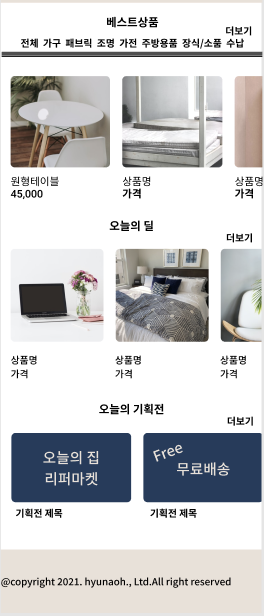 베스트상품
더보기
전체 가구 패브릭 조명 가전 주방용품 장식/소품 수납
원형테이블
45,000
상품명
가격
상품명
가격
오늘의 딜
더보기
상품명
가격
상품명
가격
상품명
가격
오늘의 기획전
더보기
오늘의 집
리퍼마켓
Free
무료배송
기획전 제목
기획전 제목
@copyright 2021. hyunaoh., Ltd.All right reserved